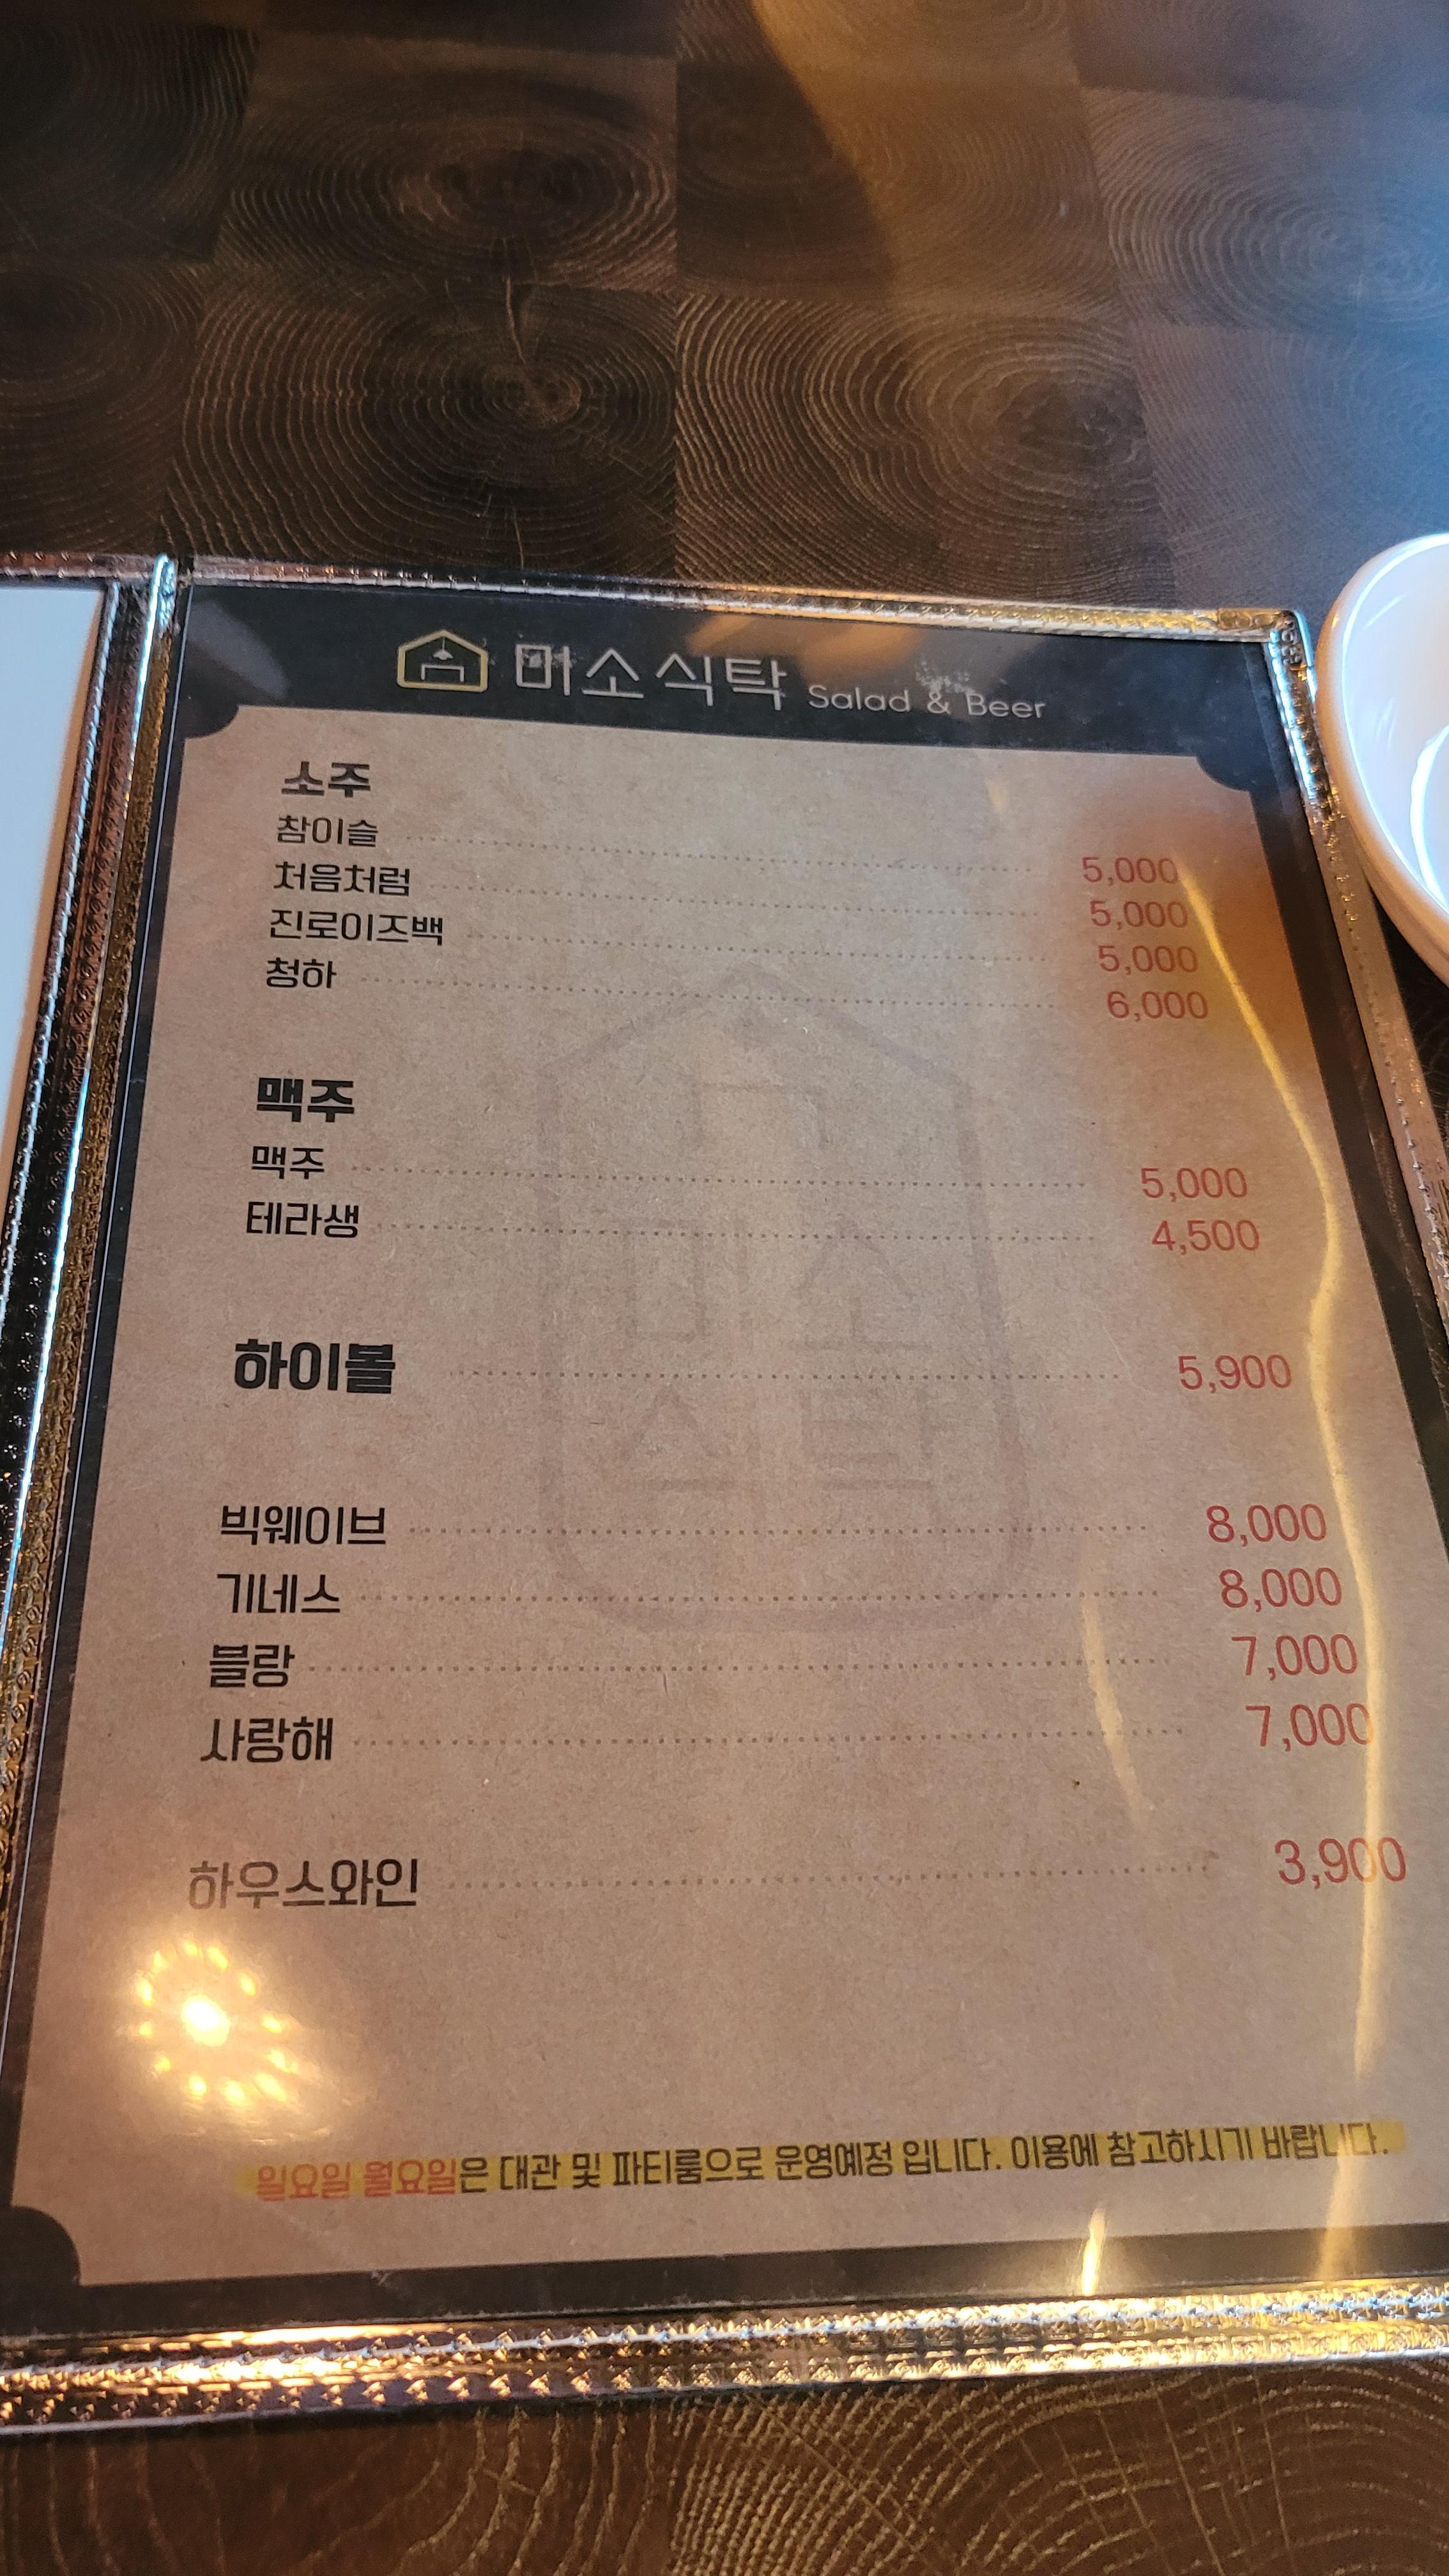 미소식탁 Salad & Beer
소주
참이슬 5,000
처음처럼 5,000
진로이즈백 5,000
청하 6,000
맥주
맥주 5,000
테라생 4,500
하이볼 5,900
빅웨이브 8,000
기네스 8,000
블랑 7,000
사랑해 7,000
하우스와인 3,900
미소
식탁
일요일 월요일은 대관 및 파티룸으로 운영예정 입니다. 이용에 참고하시기 바랍니다.